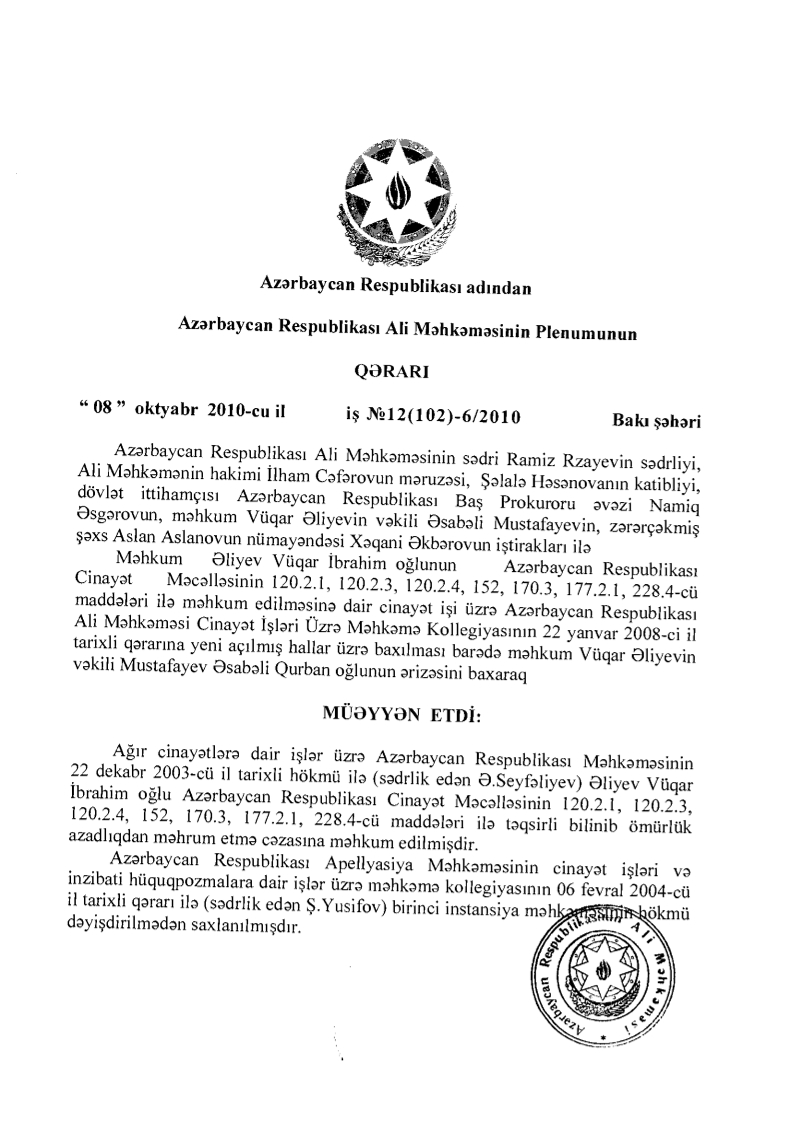 Azərbaycan Respublikası adından
Azərbaycan Respublikası Ali Məhkəməsinin Plenumunun
QƏRARI
“ 08 ” oktyabr 2010-cu il iş №12(102)-6/2010 Bakı şəhəri
Azərbaycan Respublikası Ali Məhkəməsinin sədri Ramiz Rzayevin sədrliyi,
Ali Məhkəmənin hakimi İlham Cəfərovun məruzəsi, Şəlalə Həsənovanın katibliyi,
dövlət ittihamçısı Azərbaycan Respublikası Baş Prokuroru əvəzi Namiq
Əsgərovun, məhkum Vüqar Əliyevin vəkili Əsabəli Mustafayevin, zərərçəkmiş
şəxs Aslan Aslanovun nümayəndəsi Xəqani Əkbərovun iştirakları ilə
Məhkum Əliyev Vüqar İbrahim oğlunun Azərbaycan Respublikası
Cinayət Məcəlləsinin 120.2.1, 120.2.3, 120.2.4, 152, 170.3, 177.2.1, 228.4-cü
maddələri ilə məhkum edilməsinə dair cinayət işi üzrə Azərbaycan Respublikası
Ali Məhkəməsi Cinayət İşləri Üzrə Məhkəmə Kollegiyasının 22 yanvar 2008-ci il
tarixli qərarına yeni açılmış hallar üzrə baxılması barədə məhkum Vüqar Əliyevin
vəkili Mustafayev Əsabəli Qurban oğlunun ərizəsini baxaraq
MÜƏYYƏN ETDİ:
Ağır cinayətlərə dair işlər üzrə Azərbaycan Respublikası Məhkəməsinin
22 dekabr 2003-cü il tarixli hökmü ilə (sədrlik edən Ə.Seyfəliyev) Əliyev Vüqar
İbrahim oğlu Azərbaycan Respublikası Cinayət Məcəlləsinin 120.2.1, 120.2.3,
120.2.4, 152, 170.3, 177.2.1, 228.4-cü maddələri ilə təqsirli bilinib ömürlük
azadlıqdan məhrum etmə cəzasına məhkum edilmişdir.
Azərbaycan Respublikası Apellyasiya Məhkəməsinin cinayət işləri və
inzibati hüquqpozmalara dair işlər üzrə məhkəmə kollegiyasının 06 fevral 2004-cü
il tarixli qərarı ilə (sədrlik edən Ş.Yusifov) birinci instansiya məhkəməsinin hökmü
dəyişdirilmədən saxlanılmışdır.
Azərbaycan Respublikasının Ali Məhkəməsi *